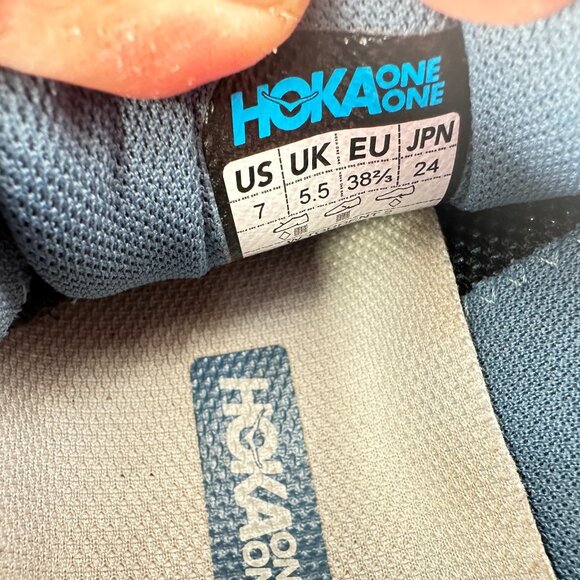 HOKA ONE ONE
US UK EU JPN
7 5.5 38⅔ 24
HOKA ONE ONE